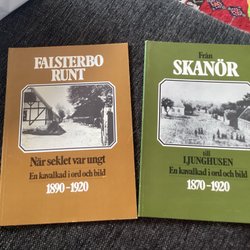 FALSTERBO
RUNT
När seklet var ungt
En kavalkad i ord och bild
1890-1920
Från
SKANÖR
till
LJUNGHUSEN
En kavalkad i ord och bild
1870-1920